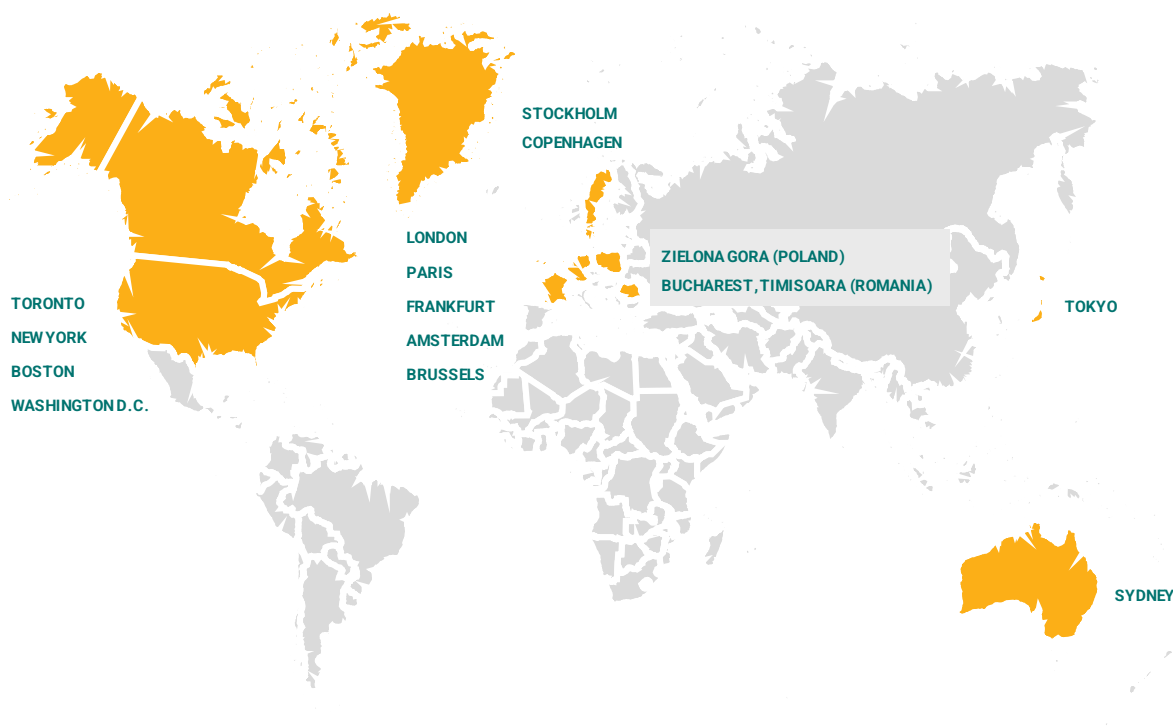 STOCKHOLM
COPENHAGEN
LONDON
PARIS
FRANKFURT
AMSTERDAM
BRUSSELS
ZIELONA GORA (POLAND)
BUCHAREST, TIMISOARA (ROMANIA)
TORONTO
NEW YORK
BOSTON
WASHINGTON D.C.
TOKYO
SYDNEY